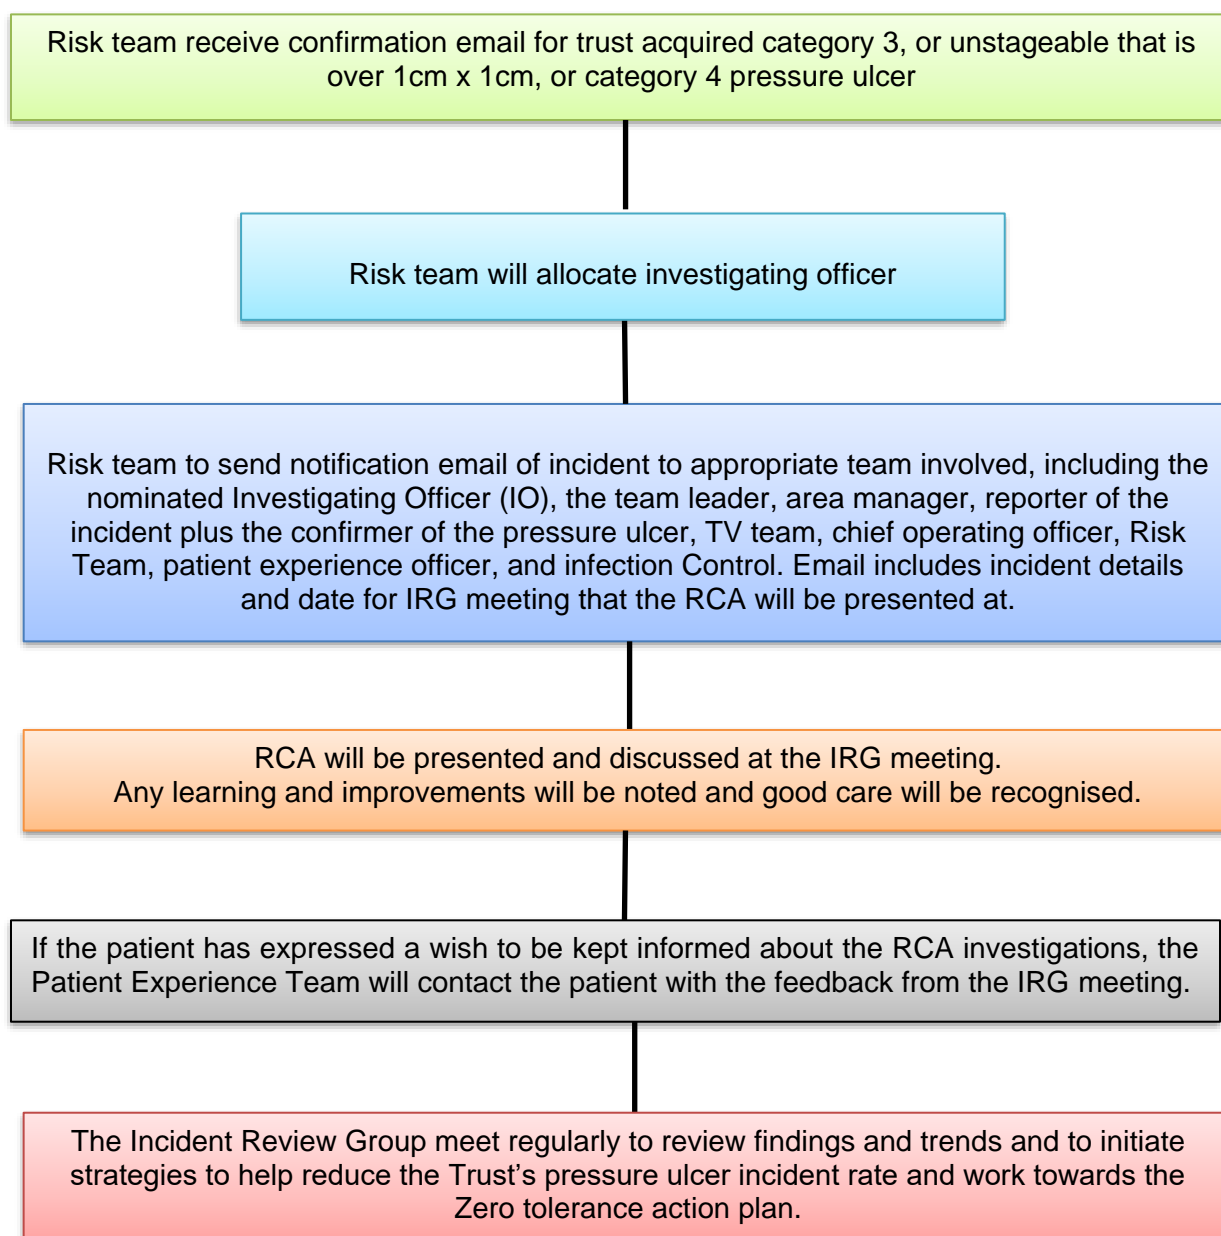 Risk team receive confirmation email for trust acquired category 3, or unstageable that is
over 1cm x 1cm, or category 4 pressure ulcer
Risk team will allocate investigating officer
Risk team to send notification email of incident to appropriate team involved, including the
nominated Investigating Officer (IO), the team leader, area manager, reporter of the
incident plus the confirmer of the pressure ulcer, TV team, chief operating officer, Risk
Team, patient experience officer, and infection Control. Email includes incident details
and date for IRG meeting that the RCA will be presented at.
RCA will be presented and discussed at the IRG meeting.
Any learning and improvements will be noted and good care will be recognised.
If the patient has expressed a wish to be kept informed about the RCA investigations, the
Patient Experience Team will contact the patient with the feedback from the IRG meeting.
The Incident Review Group meet regularly to review findings and trends and to initiate
strategies to help reduce the Trust’s pressure ulcer incident rate and work towards the
Zero tolerance action plan.